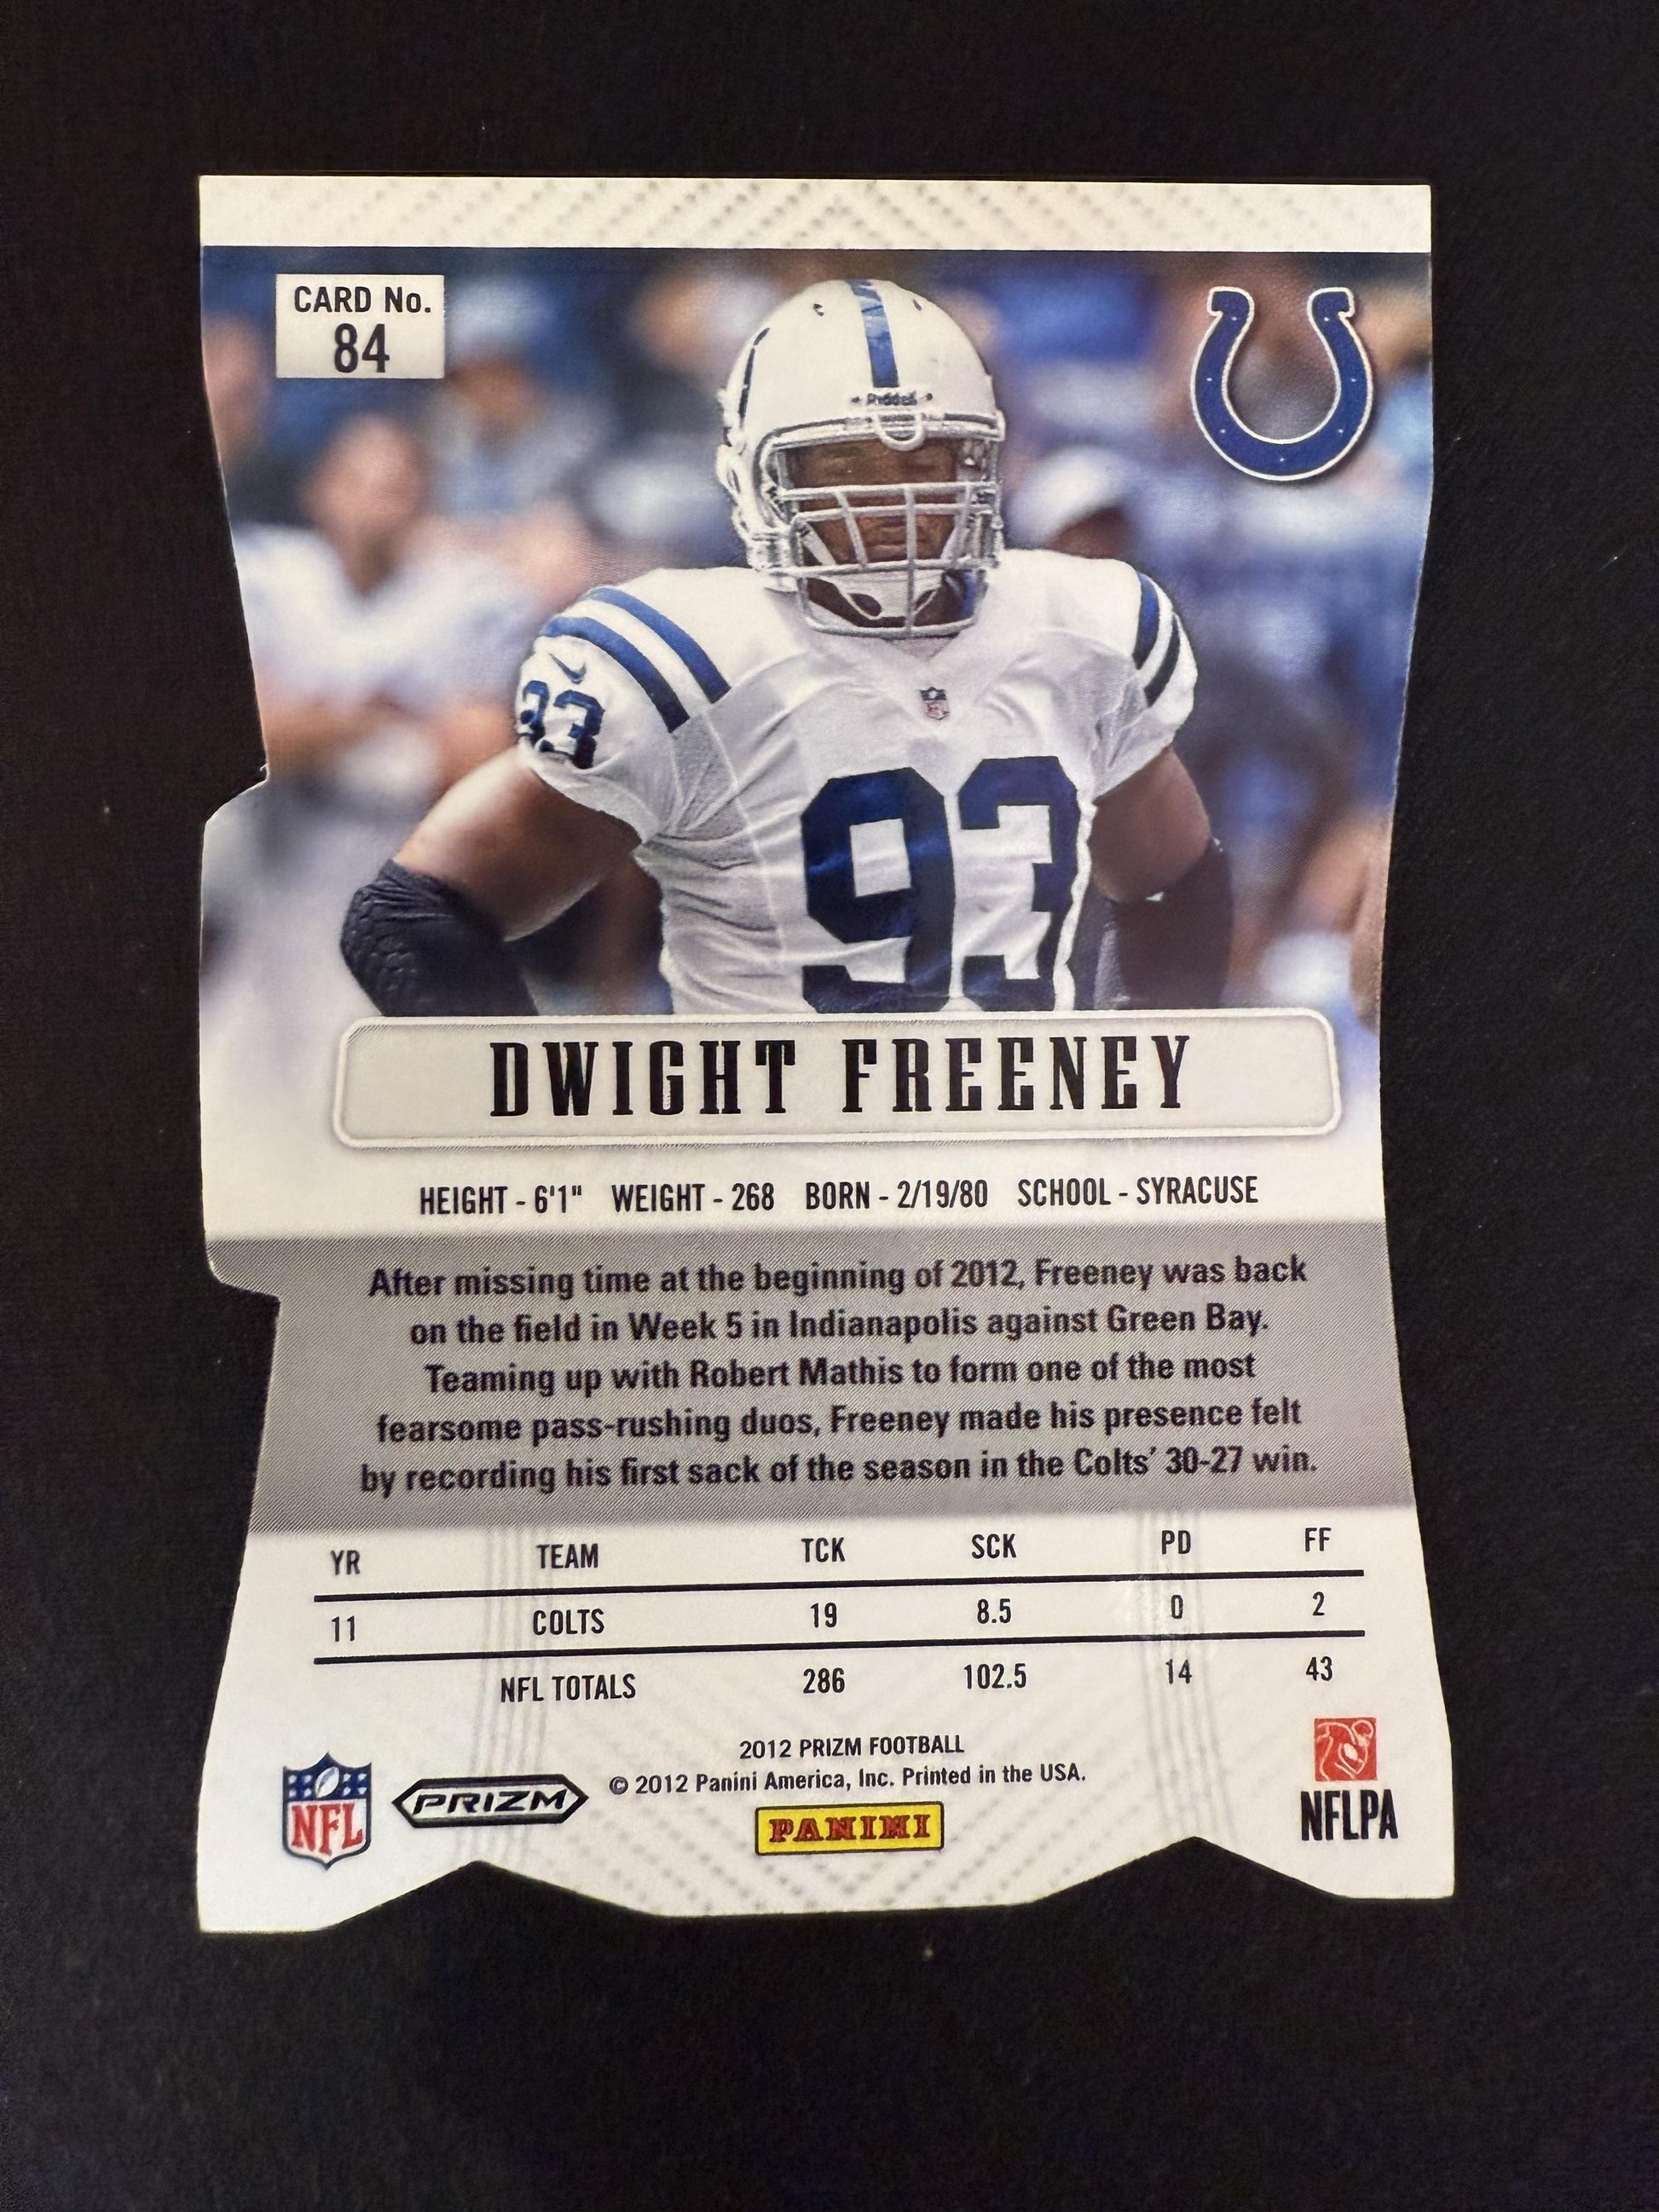 CARD No.
84
Riddell
93
93
DWIGHT FREENEY
HEIGHT - 6'1" WEIGHT - 268 BORN - 2/19/80 SCHOOL - SYRACUSE
After missing time at the beginning of 2012, Freeney was back
on the field in Week 5 in Indianapolis against Green Bay.
Teaming up with Robert Mathis to form one of the most
fearsome pass-rushing duos, Freeney made his presence felt
by recording his first sack of the season in the Colts’ 30-27 win.
YR TEAM TCK SCK PD FF
11 COLTS 19 8.5 0 2
NFL TOTALS 286 102.5 14 43
2012 PRIZM FOOTBALL
© 2012 Panini America, Inc. Printed in the USA.
NFL
PRIZM
PANINI
NFLPA